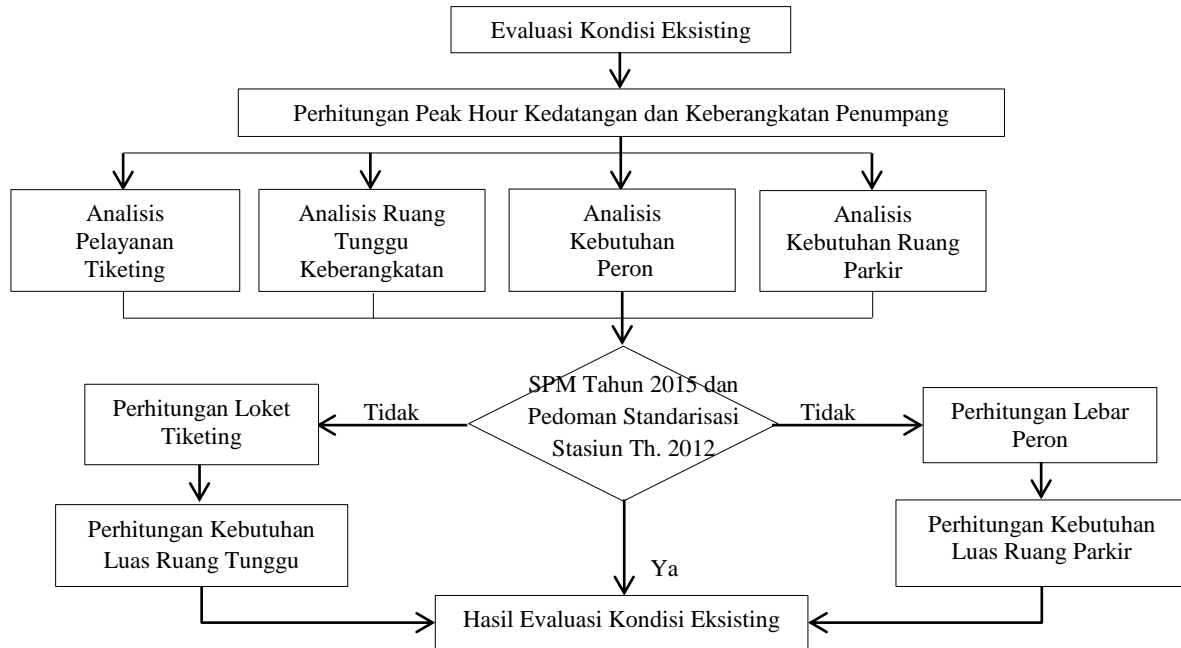 Evaluasi Kondisi Eksisting
Perhitungan Peak Hour Kedatangan dan Keberangkatan Penumpang
Analisis
Pelayanan
Tiketing
Analisis Ruang
Tunggu
Keberangkatan
Analisis
Kebutuhan
Peron
Analisis
Kebutuhan Ruang
Parkir
SPM Tahun 2015 dan
Pedoman Standarisasi
Stasiun Th. 2012
Tidak
Tidak
Perhitungan Loket
Tiketing
Perhitungan Lebar
Peron
Perhitungan Kebutuhan
Luas Ruang Tunggu
Perhitungan Kebutuhan
Luas Ruang Parkir
Ya
Hasil Evaluasi Kondisi Eksisting